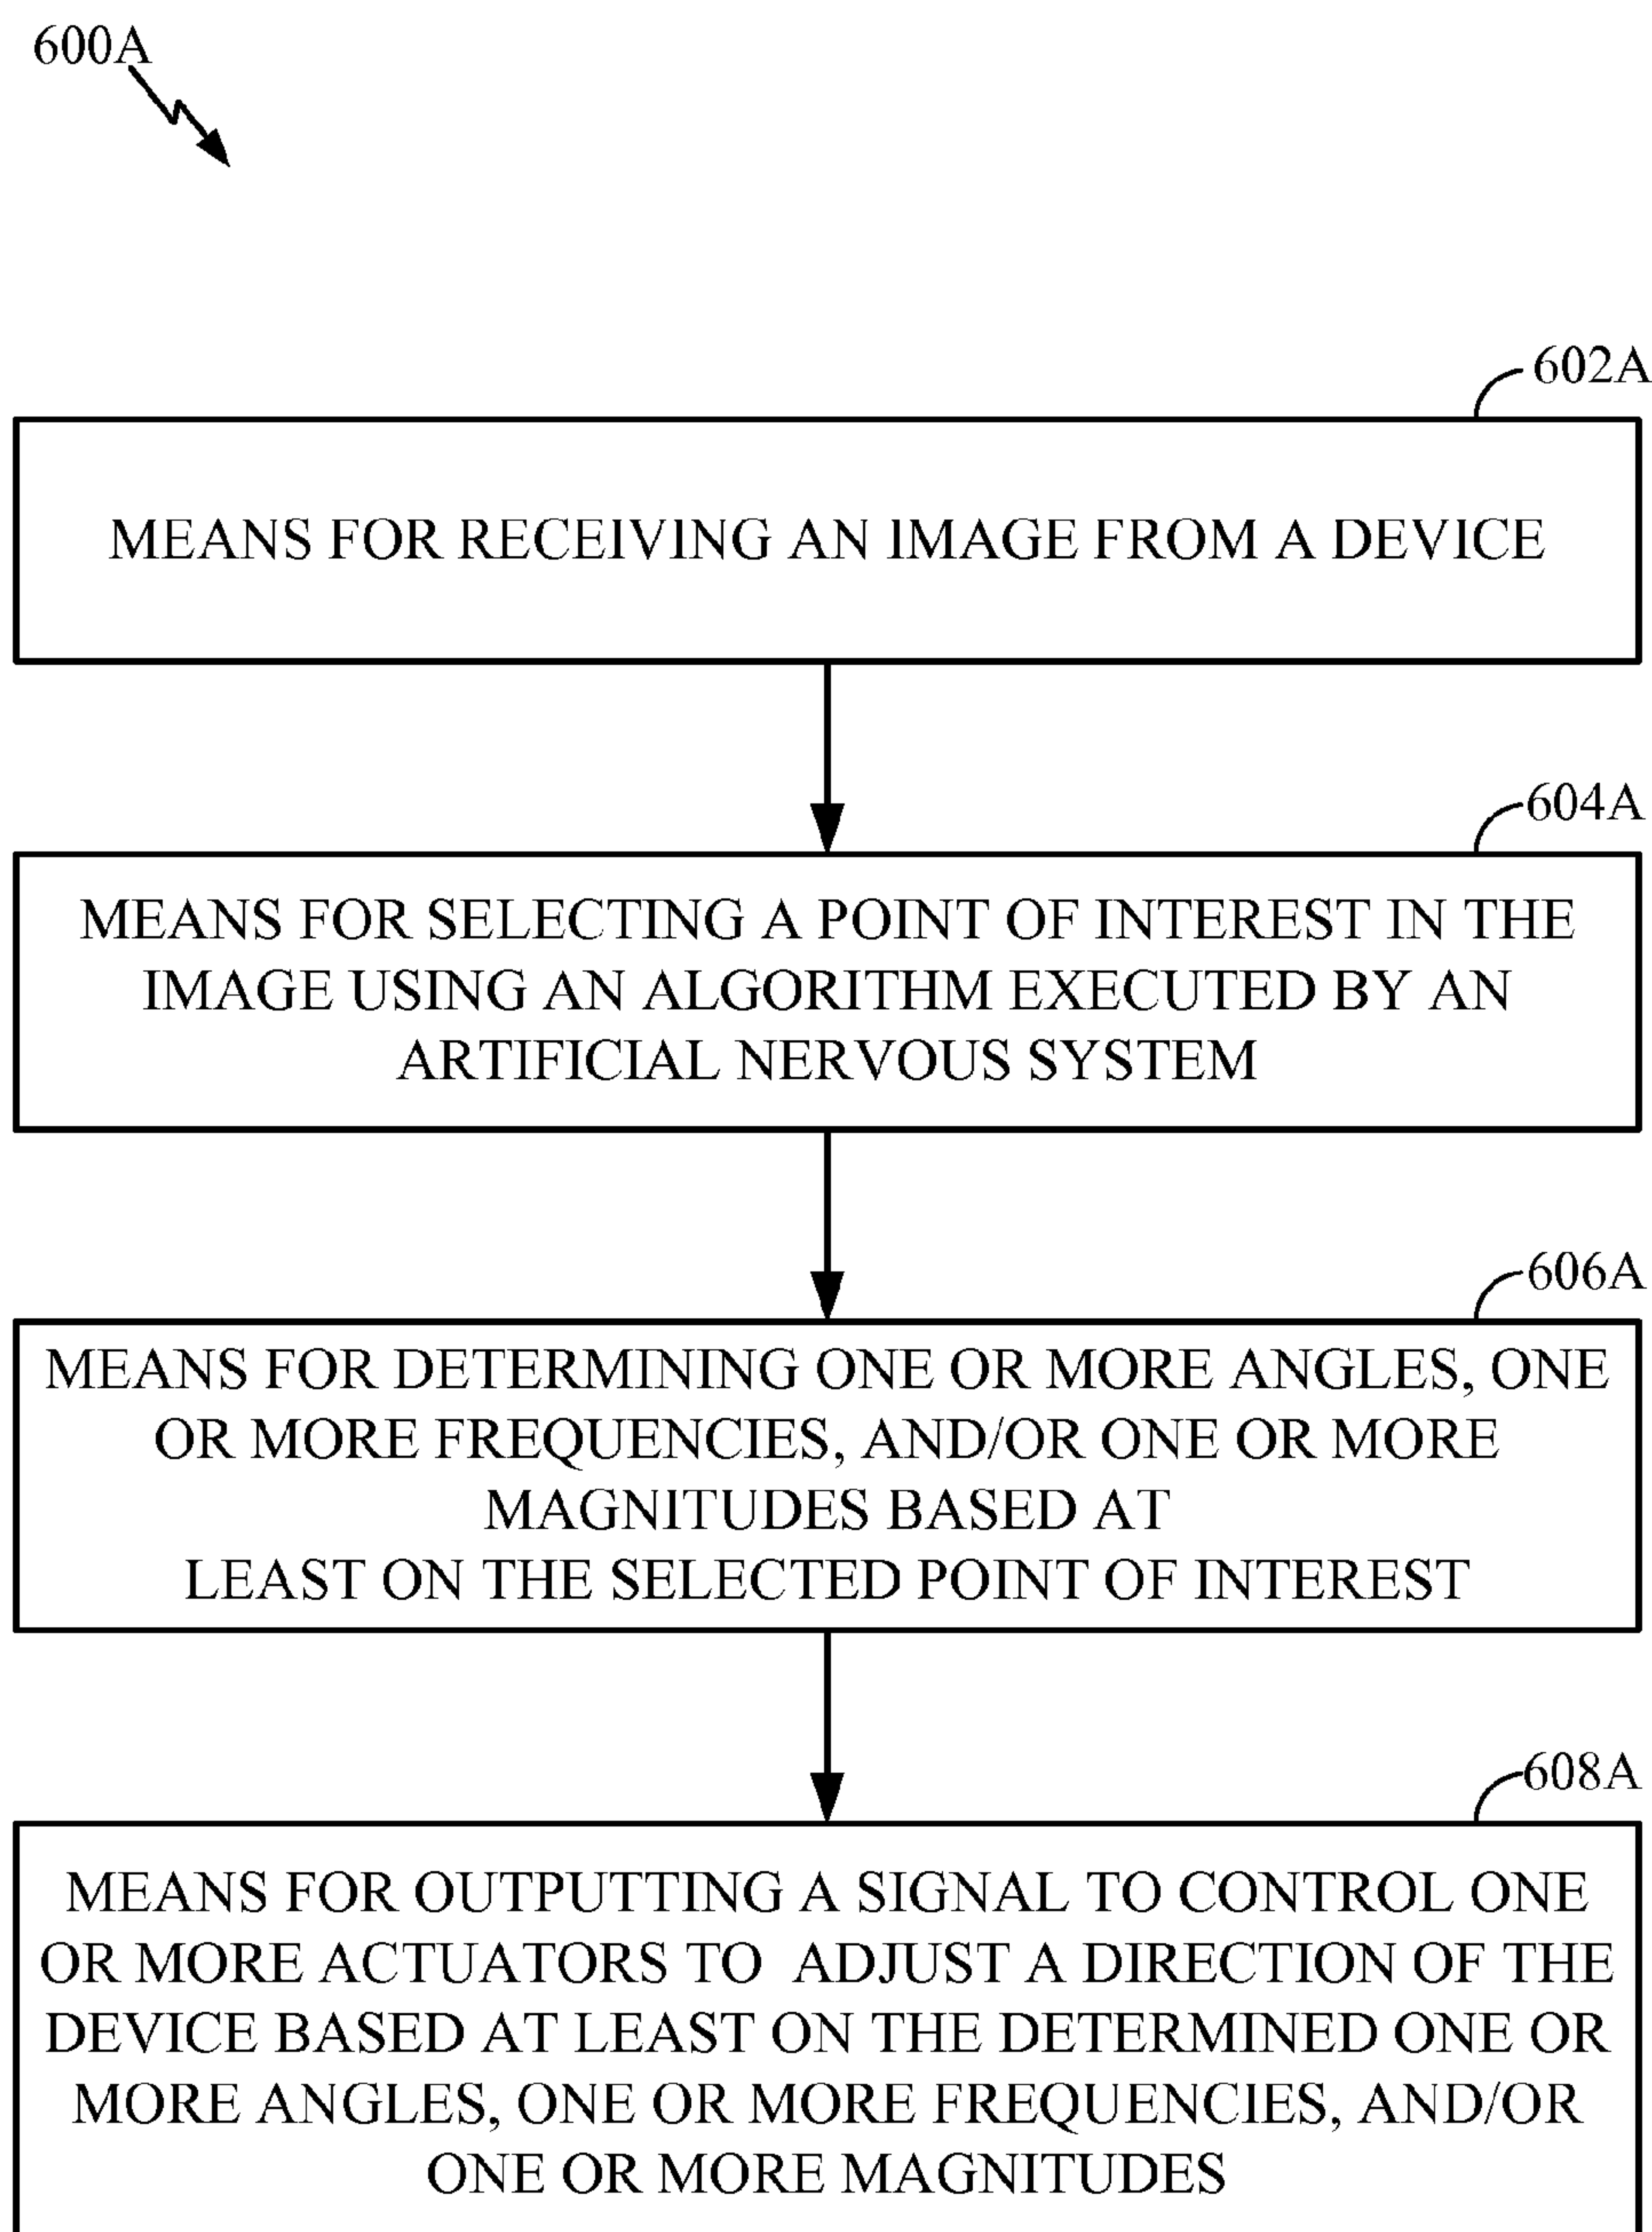 600A
602A
MEANS FOR RECEIVING AN IMAGE FROM A DEVICE
604A
MEANS FOR SELECTING A POINT OF INTEREST IN THE
IMAGE USING AN ALGORITHM EXECUTED BY AN
ARTIFICIAL NERVOUS SYSTEM
606A
MEANS FOR DETERMINING ONE OR MORE ANGLES, ONE
OR MORE FREQUENCIES, AND/OR ONE OR MORE
MAGNITUDES BASED AT
LEAST ON THE SELECTED POINT OF INTEREST
608A
MEANS FOR OUTPUTTING A SIGNAL TO CONTROL ONE
OR MORE ACTUATORS TO ADJUST A DIRECTION OF THE
DEVICE BASED AT LEAST ON THE DETERMINED ONE OR
MORE ANGLES, ONE OR MORE FREQUENCIES, AND/OR
ONE OR MORE MAGNITUDES